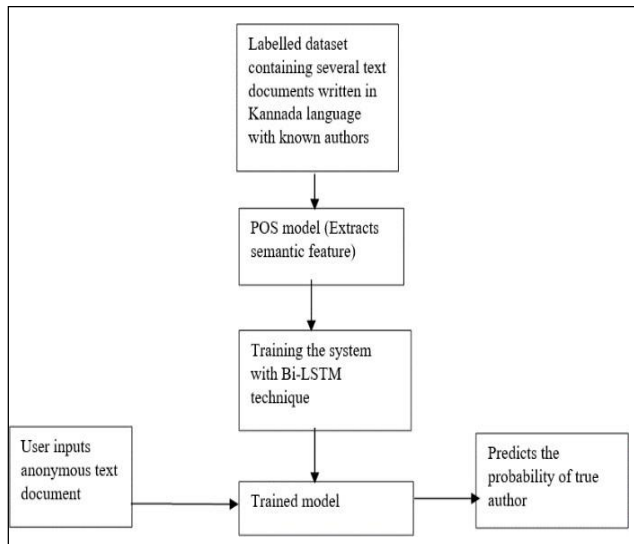 Labelled dataset
containing several text
documents written in
Kannada language
with known authors
POS model (Extracts
semantic feature)
Training the system
with Bi-LSTM
technique
User inputs
anonymous text
document
Trained model
Predicts the
probability of true
author